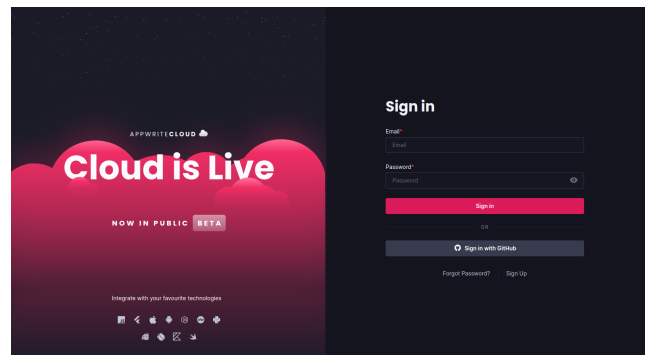 APPWRITECLOUD
Cloud is Live
NOW IN PUBLIC BETA
Integrate with your favourite technologies
Sign in
Email*
Email
Password*
Password
Sign in
OR
Sign in with GitHub
Forgot Password? Sign Up